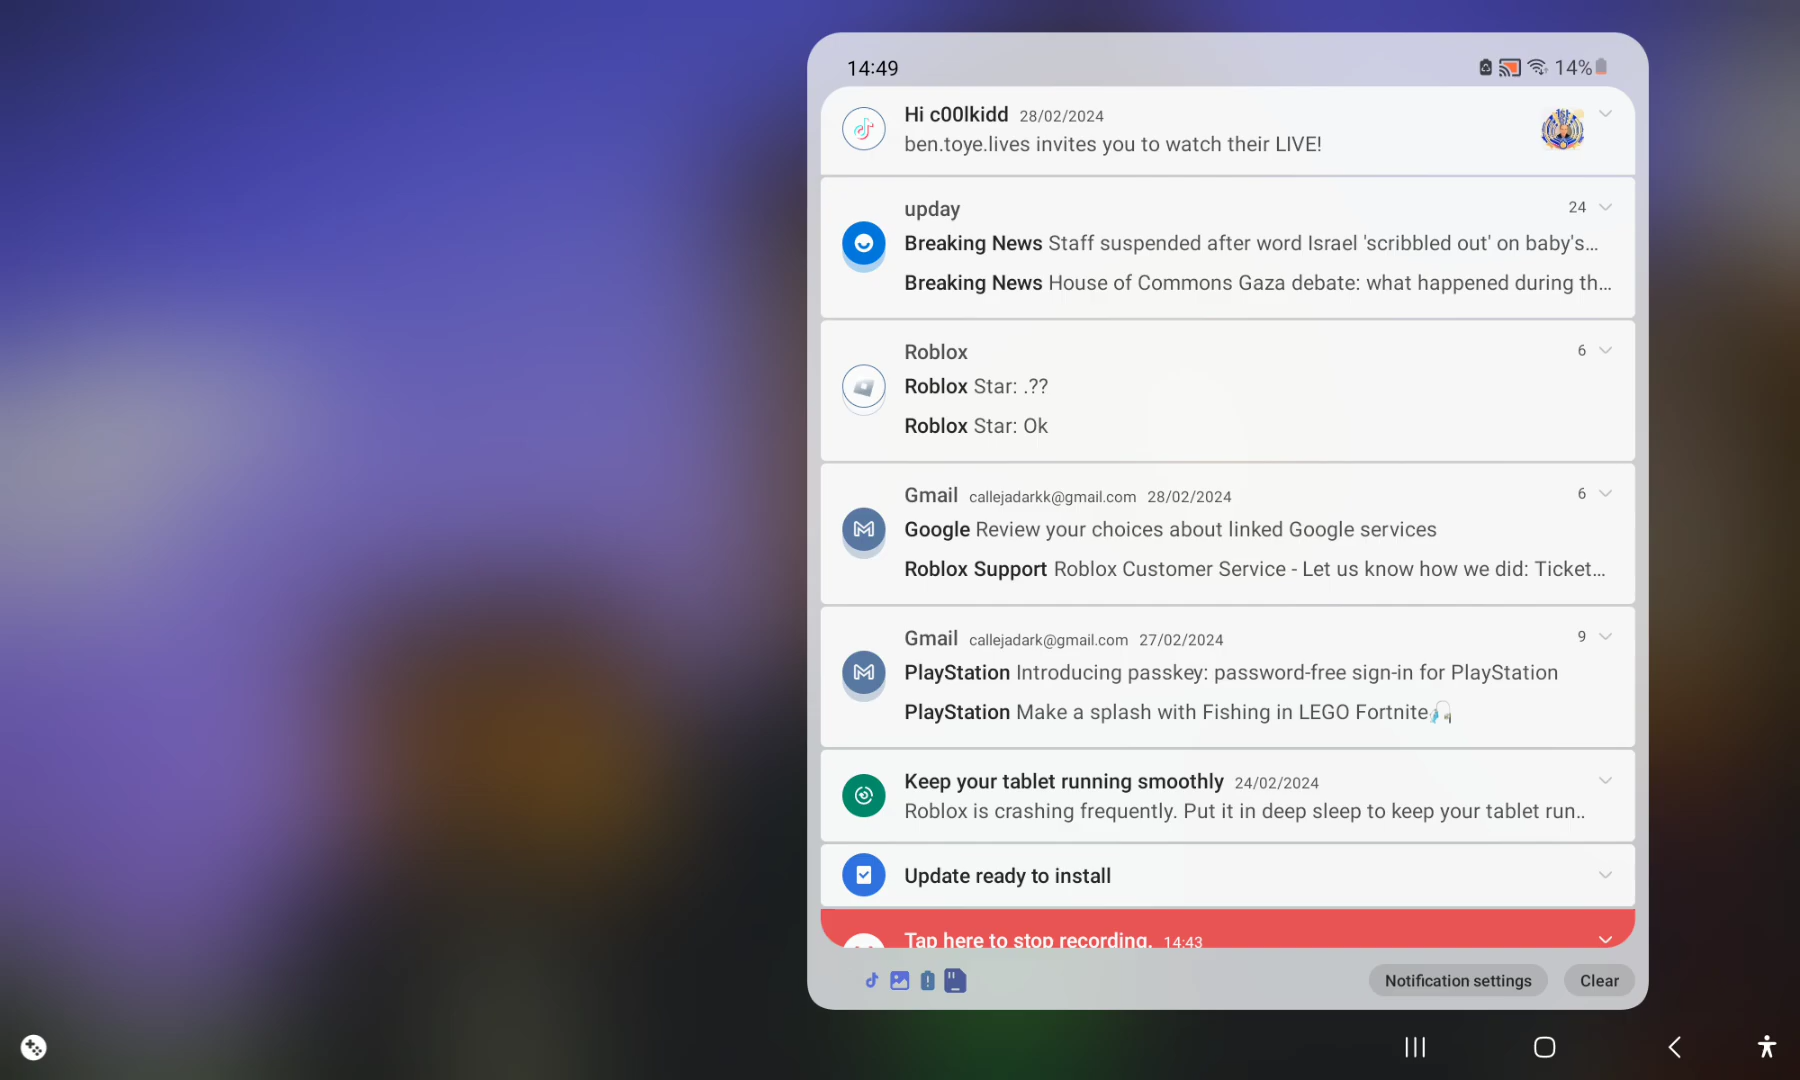 14:49
14%
Hi c00lkidd 28/02/2024
ben.toye.lives invites you to watch their LIVE!
upday 24
Breaking News Staff suspended after word Israel 'scribbled out' on baby's...
Breaking News House of Commons Gaza debate: what happened during th...
Roblox 6
Roblox Star: .??
Roblox Star: Ok
Gmail callejadarkk@gmail.com 28/02/2024 6
Google Review your choices about linked Google services
Roblox Support Roblox Customer Service - Let us know how we did: Ticket...
Gmail callejadark@gmail.com 27/02/2024 9
PlayStation Introducing passkey: password-free sign-in for PlayStation
PlayStation Make a splash with Fishing in LEGO Fortnite🎣
Keep your tablet running smoothly 24/02/2024
Roblox is crashing frequently. Put it in deep sleep to keep your tablet run..
Update ready to install
Tap here to stop recording. 14:43
Notification settings Clear